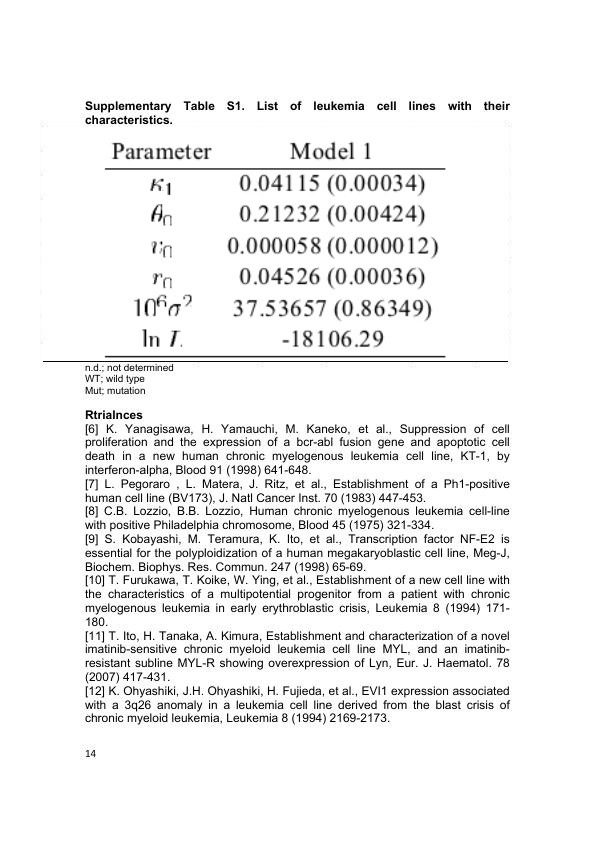 Supplementary Table S1. List of leukemia cell lines with their
characteristics.
Parameter Model 1
κ1 0.04115 (0.00034)
θ0 0.21232 (0.00424)
v0 0.000058 (0.000012)
r0 0.04526 (0.00036)
10^6σ^2 37.53657 (0.86349)
ln L -18106.29
n.d.; not determined
WT; wild type
Mut; mutation
Rtrialnces
[6] K. Yanagisawa, H. Yamauchi, M. Kaneko, et al., Suppression of cell
proliferation and the expression of a bcr-abl fusion gene and apoptotic cell
death in a new human chronic myelogenous leukemia cell line, KT-1, by
interferon-alpha, Blood 91 (1998) 641-648.
[7] L. Pegoraro , L. Matera, J. Ritz, et al., Establishment of a Ph1-positive
human cell line (BV173), J. Natl Cancer Inst. 70 (1983) 447-453.
[8] C.B. Lozzio, B.B. Lozzio, Human chronic myelogenous leukemia cell-line
with positive Philadelphia chromosome, Blood 45 (1975) 321-334.
[9] S. Kobayashi, M. Teramura, K. Ito, et al., Transcription factor NF-E2 is
essential for the polyploidization of a human megakaryoblastic cell line, Meg-J,
Biochem. Biophys. Res. Commun. 247 (1998) 65-69.
[10] T. Furukawa, T. Koike, W. Ying, et al., Establishment of a new cell line with
the characteristics of a multipotential progenitor from a patient with chronic
myelogenous leukemia in early erythroblastic crisis, Leukemia 8 (1994) 171-
180.
[11] T. Ito, H. Tanaka, A. Kimura, Establishment and characterization of a novel
imatinib-sensitive chronic myeloid leukemia cell line MYL, and an imatinib-
resistant subline MYL-R showing overexpression of Lyn, Eur. J. Haematol. 78
(2007) 417-431.
[12] K. Ohyashiki, J.H. Ohyashiki, H. Fujieda, et al., EVI1 expression associated
with a 3q26 anomaly in a leukemia cell line derived from the blast crisis of
chronic myeloid leukemia, Leukemia 8 (1994) 2169-2173.
14